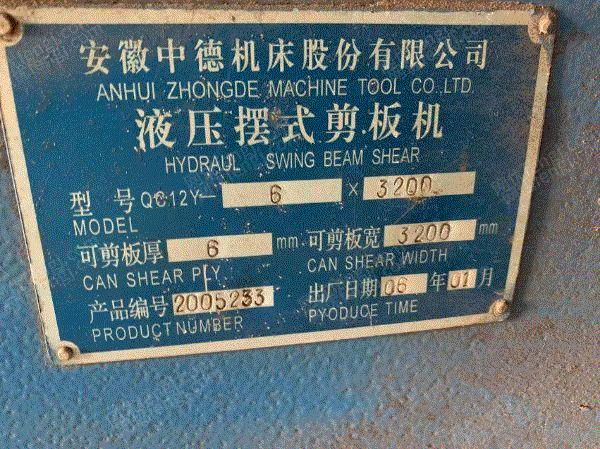 安徽中德机床股份有限公司
ANHUI ZHONGDE MACHINE TOOL CO.,LTD
液压摆式剪板机
HYDRAUL SWING BEAM SHEAR
型号 QC12Y-6×3200
MODEL
可剪板厚 6 mm 可剪板宽 3200 mm
CAN SHEAR PLY CAN SHEAR WIDTH
产品编号 2005233 出厂日期 06 年 01 月
PRODUCT NUMBER PYODUCE TIME